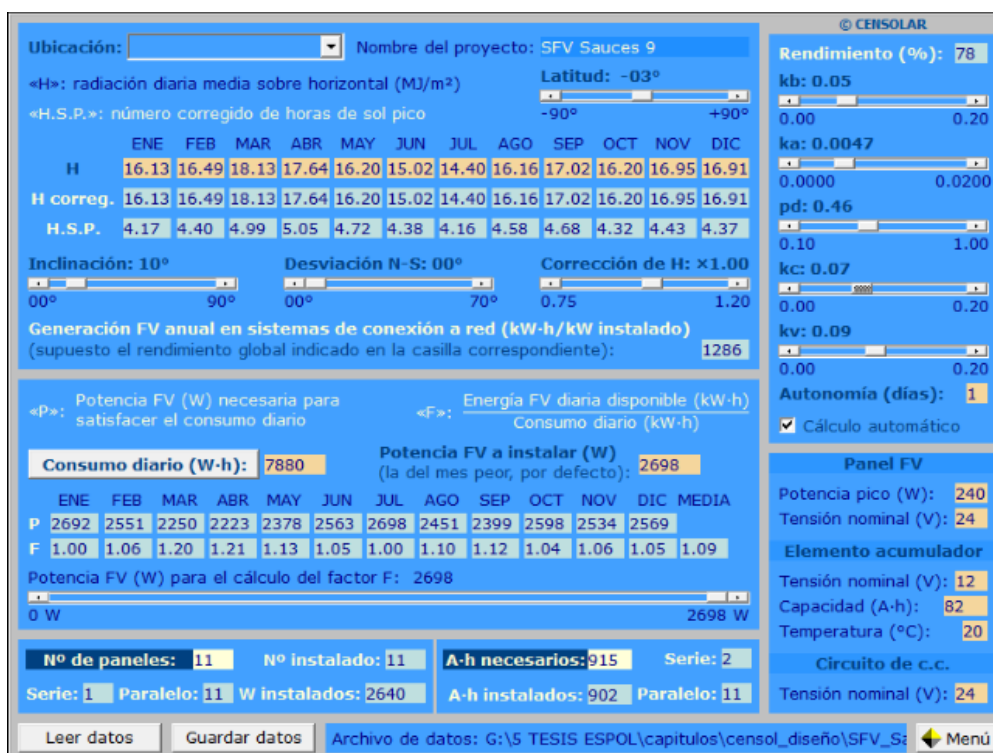 © CENSOLAR
Ubicación: Nombre del proyecto: SFV Sauces 9
«H»: radiación diaria media sobre horizontal (MJ/m²) Latitud: -03°
«H.S.P.»: número corregido de horas de sol pico -90° +90°
ENE FEB MAR ABR MAY JUN JUL AGO SEP OCT NOV DIC
H 16.13 16.49 18.13 17.64 16.20 15.02 14.40 16.16 17.02 16.20 16.95 16.91
H correg. 16.13 16.49 18.13 17.64 16.20 15.02 14.40 16.16 17.02 16.20 16.95 16.91
H.S.P. 4.17 4.40 4.99 5.05 4.72 4.38 4.16 4.58 4.68 4.32 4.43 4.37
Inclinación: 10° Desviación N-S: 00° Corrección de H: ×1.00
00° 90° 00° 70° 0.75 1.20
Generación FV anual en sistemas de conexión a red (kW·h/kW instalado)
(supuesto el rendimiento global indicado en la casilla correspondiente): 1286
«P»: Potencia FV (W) necesaria para
satisfacer el consumo diario
«F»: Energía FV diaria disponible (kW·h)
Consumo diario (kW·h)
Consumo diario (W·h): 7880 Potencia FV a instalar (W)
(la del mes peor, por defecto): 2698
ENE FEB MAR ABR MAY JUN JUL AGO SEP OCT NOV DIC MEDIA
P 2692 2551 2250 2223 2378 2563 2698 2451 2399 2598 2534 2569
F 1.00 1.06 1.20 1.21 1.13 1.05 1.00 1.10 1.12 1.04 1.06 1.05 1.09
Potencia FV (W) para el cálculo del factor F: 2698
0 W 2698 W
Nº de paneles: 11 Nº instalado: 11
Serie: 1 Paralelo: 11 W instalados: 2640
A·h necesarios: 915 Serie: 2
A·h instalados: 902 Paralelo: 11
Rendimiento (%): 78
kb: 0.05
0.00 0.20
ka: 0.0047
0.0000 0.0200
pd: 0.46
0.10 1.00
kc: 0.07
0.00 0.20
kv: 0.09
0.00 0.20
Autonomía (días): 1
Cálculo automático
Panel FV
Potencia pico (W): 240
Tensión nominal (V): 24
Elemento acumulador
Tensión nominal (V): 12
Capacidad (A·h): 82
Temperatura (°C): 20
Circuito de c.c.
Tensión nominal (V): 24
Leer datos Guardar datos Archivo de datos: G:\5 TESIS ESPOL\capitulos\censol_diseño\SFV_Sa Menú